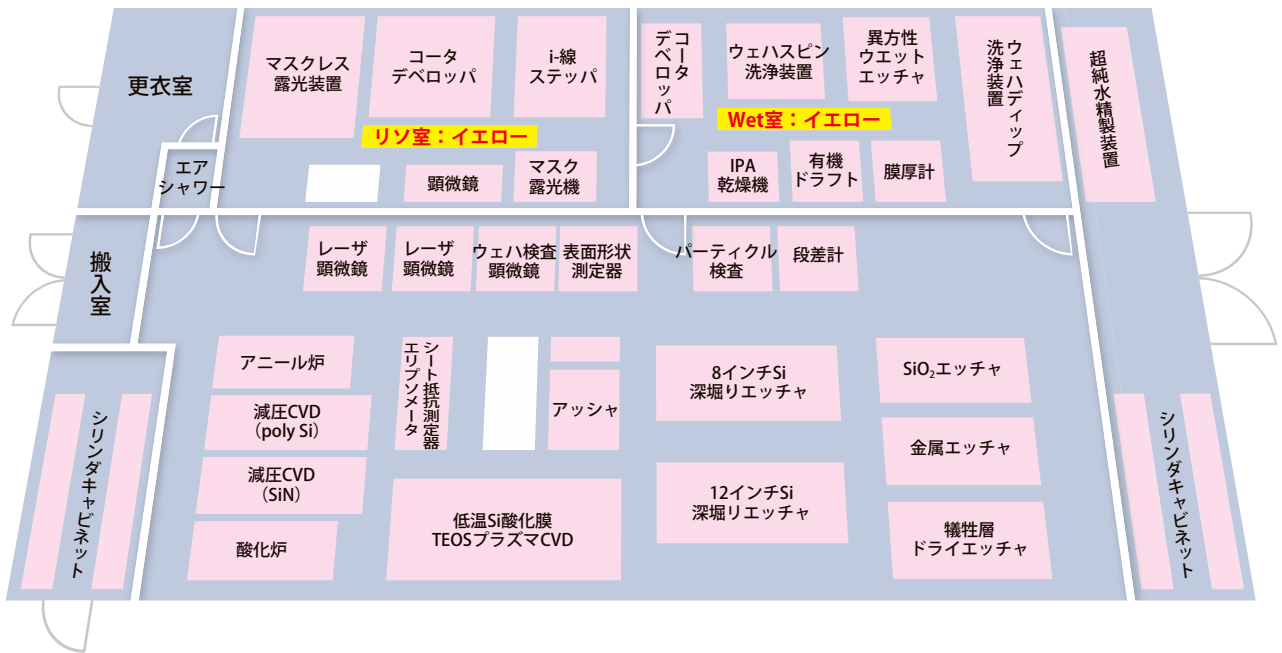 更衣室
マスクレス
露光装置
コータ
デベロッパ
i-線
ステッパ
コータ
デベロッパ
ウェハスピン
洗浄装置
異方性
ウエット
エッチャ
ウェハディップ
洗浄装置
超純水精製装置
リソ室：イエロー
Wet室：イエロー
エア
シャワー
顕微鏡
マスク
露光機
IPA
乾燥機
有機
ドラフト
膜厚計
搬入室
レーザ
顕微鏡
レーザ
顕微鏡
ウェハ検査
顕微鏡
表面形状
測定器
パーティクル
検査
段差計
アニール炉
シート抵抗測定器
エリプソメータ
アッシャ
8インチSi
深堀りエッチャ
SiO₂エッチャ
減圧CVD
（poly Si）
金属エッチャ
減圧CVD
（SiN）
低温Si酸化膜
TEOSプラズマCVD
12インチSi
深堀りエッチャ
酸化炉
犠牲層
ドライエッチャ
シリンダキャビネット
シリンダキャビネット